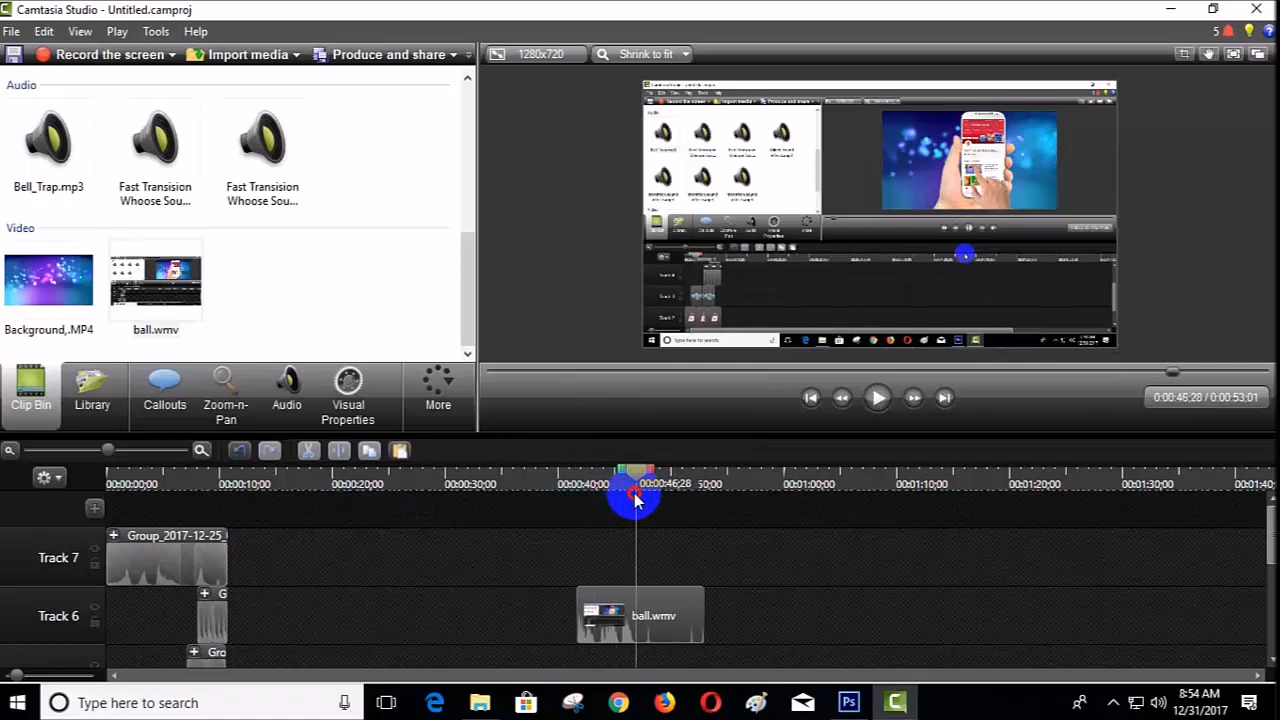 Camtasia Studio - Untitled.camproj
File Edit View Play Tools Help
5
Record the screen Import media Produce and share
1280x720 Shrink to fit
Audio
Bell_Trap.mp3
Fast Transision Whoose Sou...
Fast Transision Whoose Sou...
Video
Background,.MP4
ball.wmv
Clip Bin
Library
Callouts
Zoom-n-Pan
Audio
Visual Properties
More
0:00:46;28 / 0:00:53;01
00:00:00;00 00:00:10;00 00:00:20;00 00:00:30;00 00:00:40;00 00:00:46;28 50;00 00:01:00;00 00:01:10;00 00:01:20;00 00:01:30;00 00:01:40
Group_2017-12-25_
Track 7
G
Track 6
ball.wmv
Gro
Type here to search
8:54 AM
12/31/2017